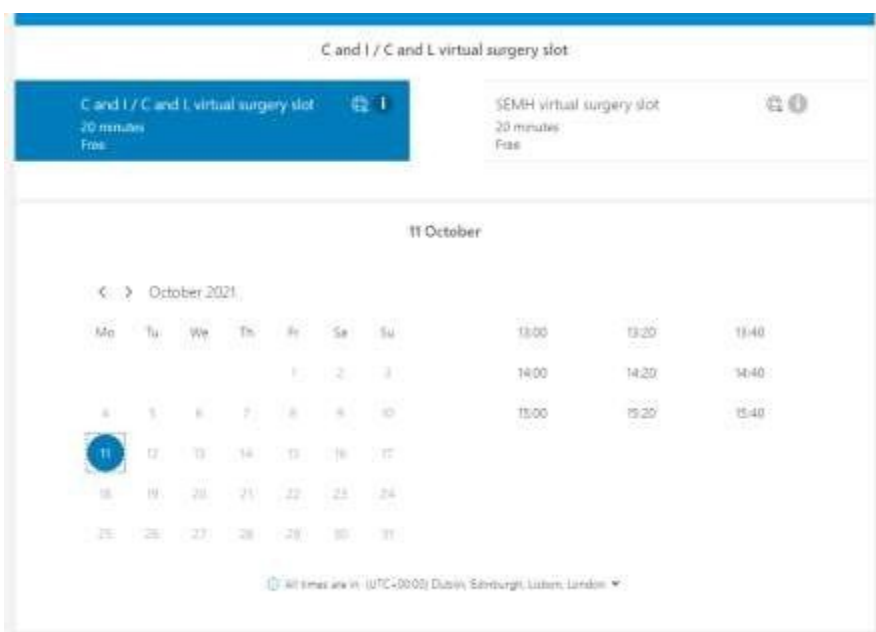 C and I / C and L virtual surgery slot
C and I / C and L virtual surgery slot
20 minutes
Free
SEMH virtual surgery slot
20 minutes
Free
11 October
October 2021
Mo Tu We Th Fr Sa Su
1 2 3
4 5 6 7 8 9 10
11 12 13 14 15 16 17
18 19 20 21 22 23 24
25 26 27 28 29 30 31
13:00 13:20 13:40
14:00 14:20 14:40
15:00 15:20 15:40
All times are in (UTC+00:00) Dublin, Edinburgh, Lisbon, London